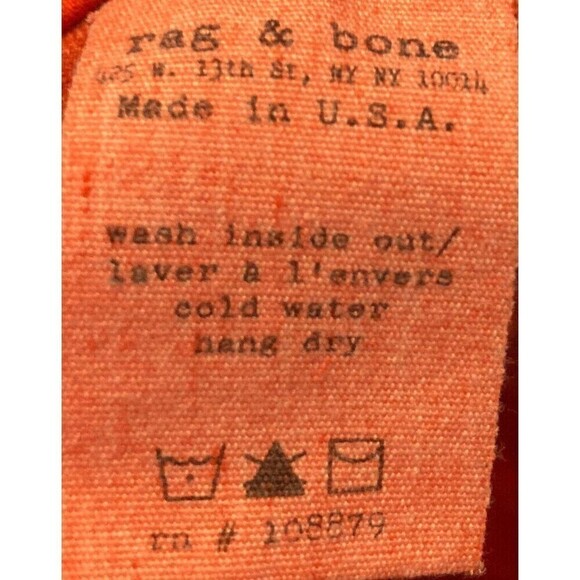 rag & bone
425 W. 13th St, NY NY 10014
Made in U.S.A.
wash inside out/
laver à l'envers
cold water
hang dry
rn # 108879